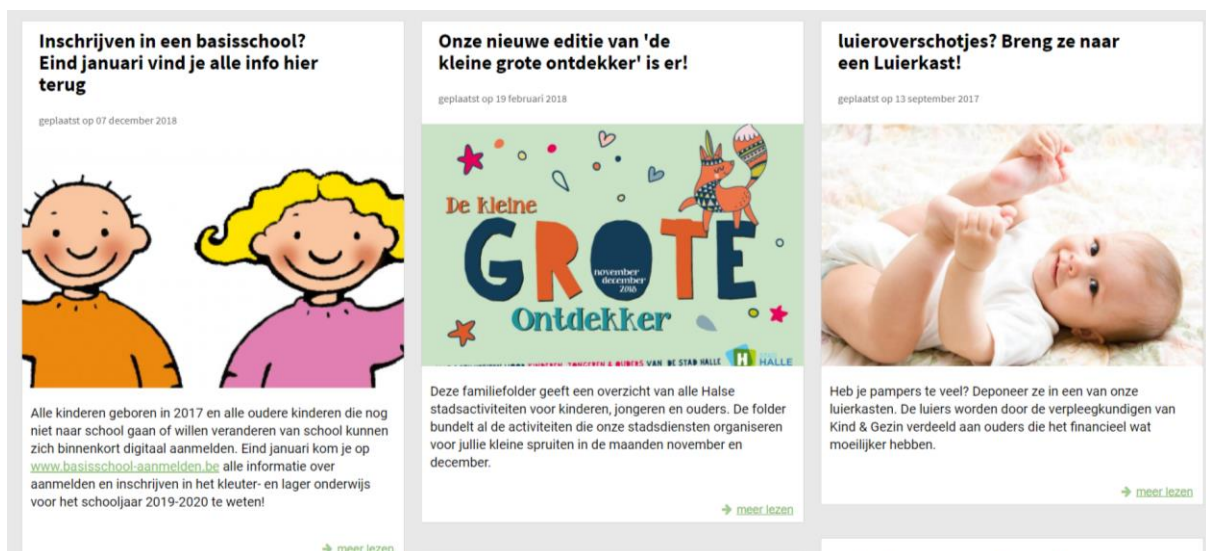 Inschrijven in een basisschool?
Eind januari vind je alle info hier
terug
geplaatst op 07 december 2018
Alle kinderen geboren in 2017 en alle oudere kinderen die nog
niet naar school gaan of willen veranderen van school kunnen
zich binnenkort digitaal aanmelden. Eind januari kom je op
www.basisschool-aanmelden.be alle informatie over
aanmelden en inschrijven in het kleuter- en lager onderwijs
voor het schooljaar 2019-2020 te weten!
meer lezen
Onze nieuwe editie van 'de
kleine grote ontdekker' is er!
geplaatst op 19 februari 2018
De kleine
GROTE
november
december
2018
Ontdekker
VOOR KINDEREN, JONGEREN & OUDERS VAN DE STAD HALLE
STAD
HALLE
Deze familiefolder geeft een overzicht van alle Halse
stadsactiviteiten voor kinderen, jongeren en ouders. De folder
bundelt al de activiteiten die onze stadsdiensten organiseren
voor jullie kleine spruiten in de maanden november en
december.
meer lezen
luieroverschotjes? Breng ze naar
een Luierkast!
geplaatst op 13 september 2017
Heb je pampers te veel? Deponeer ze in een van onze
luierkasten. De luiers worden door de verpleegkundigen van
Kind & Gezin verdeeld aan ouders die het financieel wat
moeilijker hebben.
meer lezen